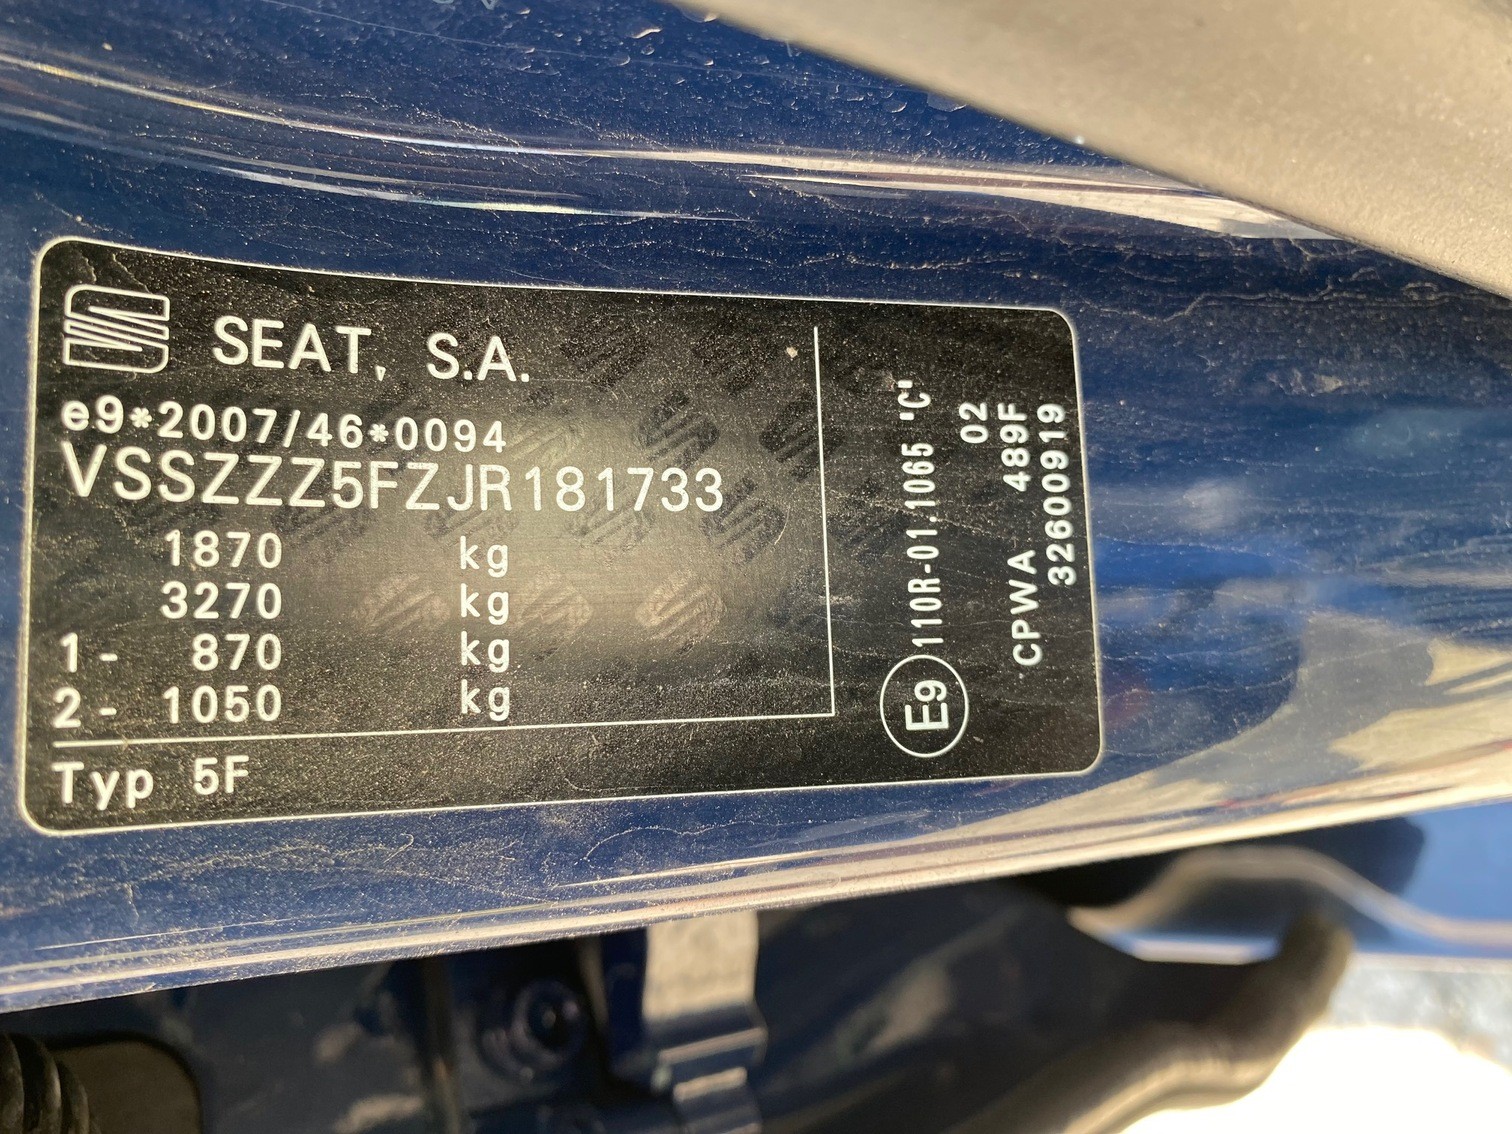 SEAT, S.A.
e9*2007/46*0094
VSSZZZ5FZJR181733
1870 kg
3270 kg
1- 870 kg
2- 1050 kg
Typ 5F
E9 110R-01.1065 "C"
02
CPWA 489F
32600919